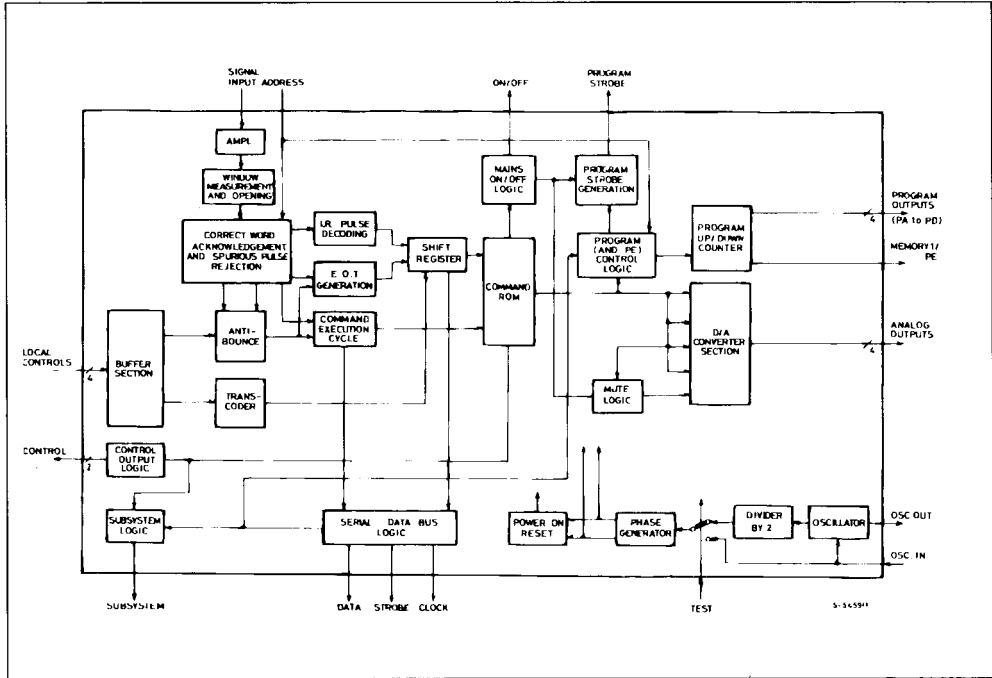 SIGNAL
INPUT ADDRESS
ON/OFF
PROGRAM
STROBE
AMPL
WINDOW
MEASUREMENT
AND OPENING
CORRECT WORD
ACKNOWLEDGEMENT
AND SPURIOUS PULSE
REJECTION
I.R. PULSE
DECODING
E.O.T
GENERATION
COMMAND
EXECUTION
CYCLE
SHIFT
REGISTER
MAINS
ON/OFF
LOGIC
PROGRAM
STROBE
GENERATION
COMMAND
ROM
PROGRAM
(AND PE)
CONTROL
LOGIC
PROGRAM
UP/DOWN
COUNTER
4
PROGRAM
OUTPUTS
(PA to PD)
MEMORY 1/
PE
LOCAL
CONTROLS
4
BUFFER
SECTION
ANTI-
BOUNCE
TRANS-
CODER
MUTE
LOGIC
D/A
CONVERTER
SECTION
ANALOG
OUTPUTS
4
CONTROL
2
CONTROL
OUTPUT
LOGIC
SUBSYSTEM
LOGIC
SERIAL DATA BUS
LOGIC
POWER ON
RESET
PHASE
GENERATOR
DIVIDER
BY 2
OSCILLATOR
OSC OUT
OSC. IN
SUBSYSTEM
DATA
STROBE
CLOCK
TEST